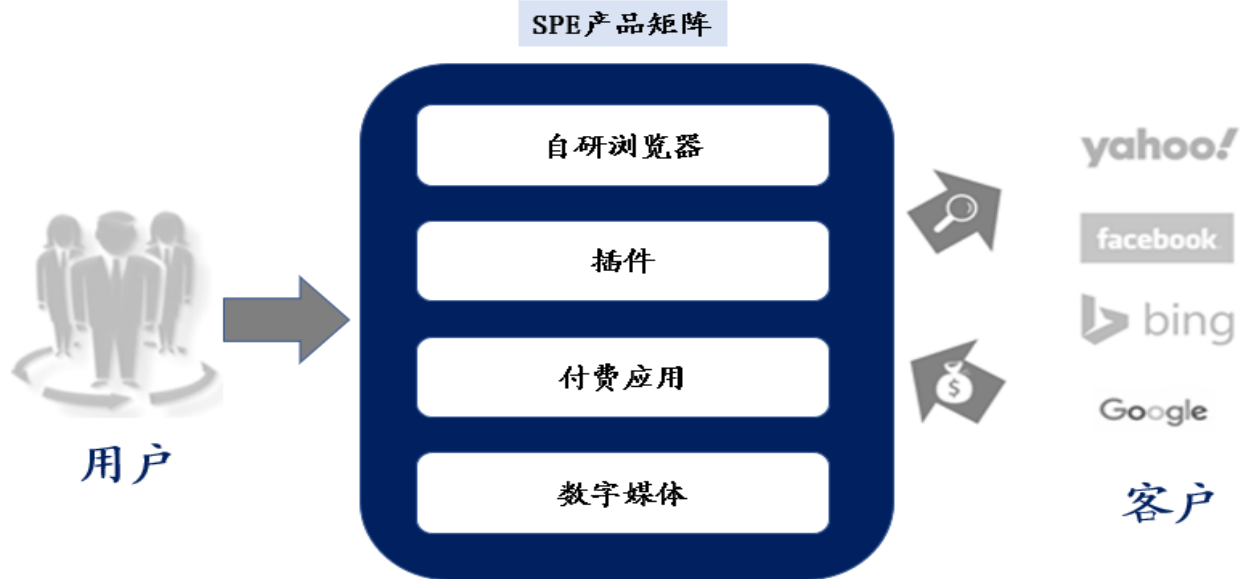 SPE产品矩阵
自研浏览器
插件
付费应用
数字媒体
用户
yahoo!
facebook
bing
Google
客户
$